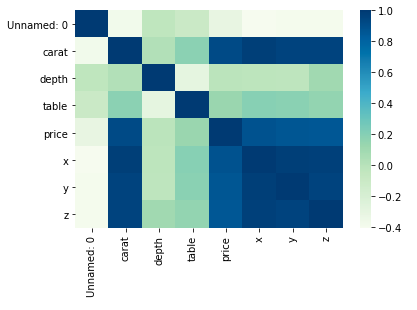 Unnamed: 0
carat
depth
table
price
x
y
z
Unnamed: 0
carat
depth
table
price
x
y
z
1.0
0.8
0.6
0.4
0.2
0.0
−0.2
−0.4